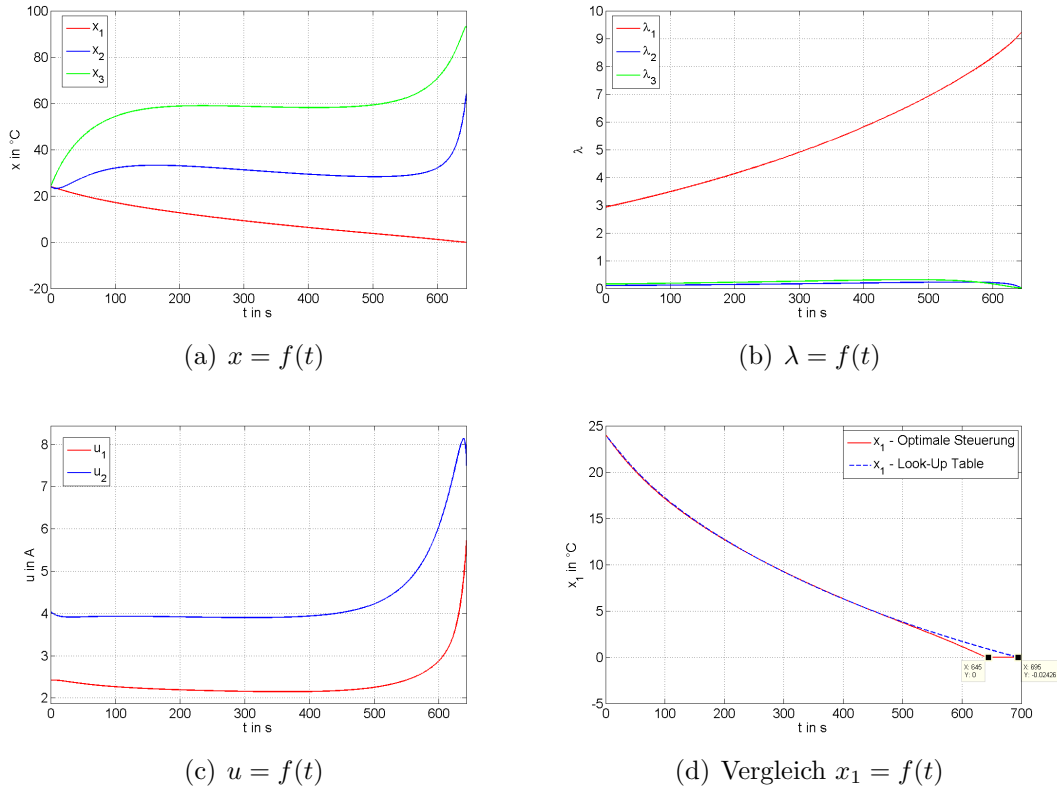 100
80
60
40
20
0
-20
x in °C
x₁
x₂
x₃
0 100 200 300 400 500 600
t in s
(a) x = f(t)
10
9
8
7
6
5
4
3
2
1
0
λ
λ₁
λ₂
λ₃
0 100 200 300 400 500 600
t in s
(b) λ = f(t)
8
7
6
5
4
3
2
u in A
u₁
u₂
0 100 200 300 400 500 600
t in s
(c) u = f(t)
25
20
15
10
5
0
-5
x₁ in °C
x₁ - Optimale Steuerung
x₁ - Look-Up Table
X: 645
Y: 0
X: 695
Y: -0.02426
0 100 200 300 400 500 600 700
t in s
(d) Vergleich x₁ = f(t)